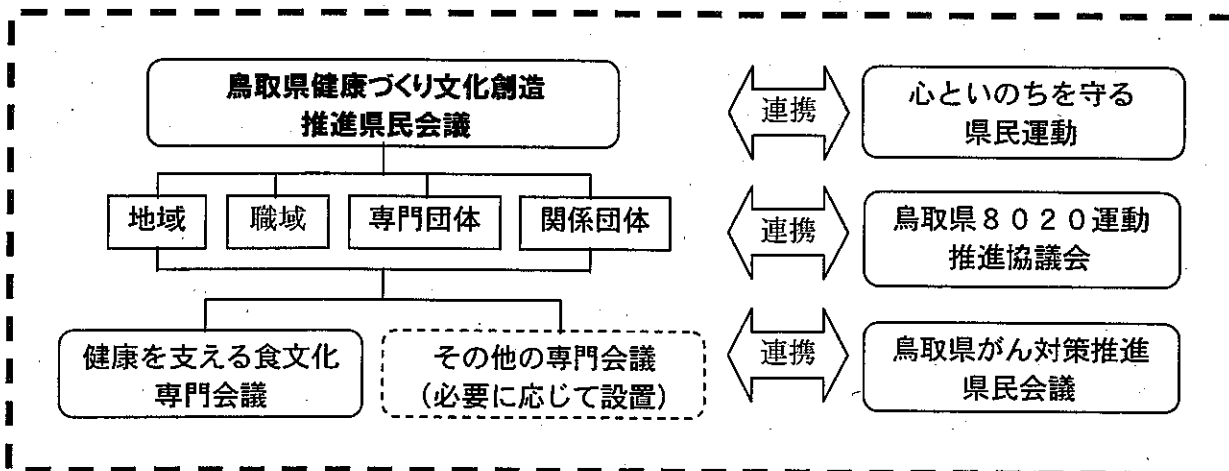 鳥取県健康づくり文化創造
推進県民会議
地域
職域
専門団体
関係団体
健康を支える食文化
専門会議
その他の専門会議
(必要に応じて設置)
連携
心といのちを守る
県民運動
連携
鳥取県8020運動
推進協議会
連携
鳥取県がん対策推進
県民会議